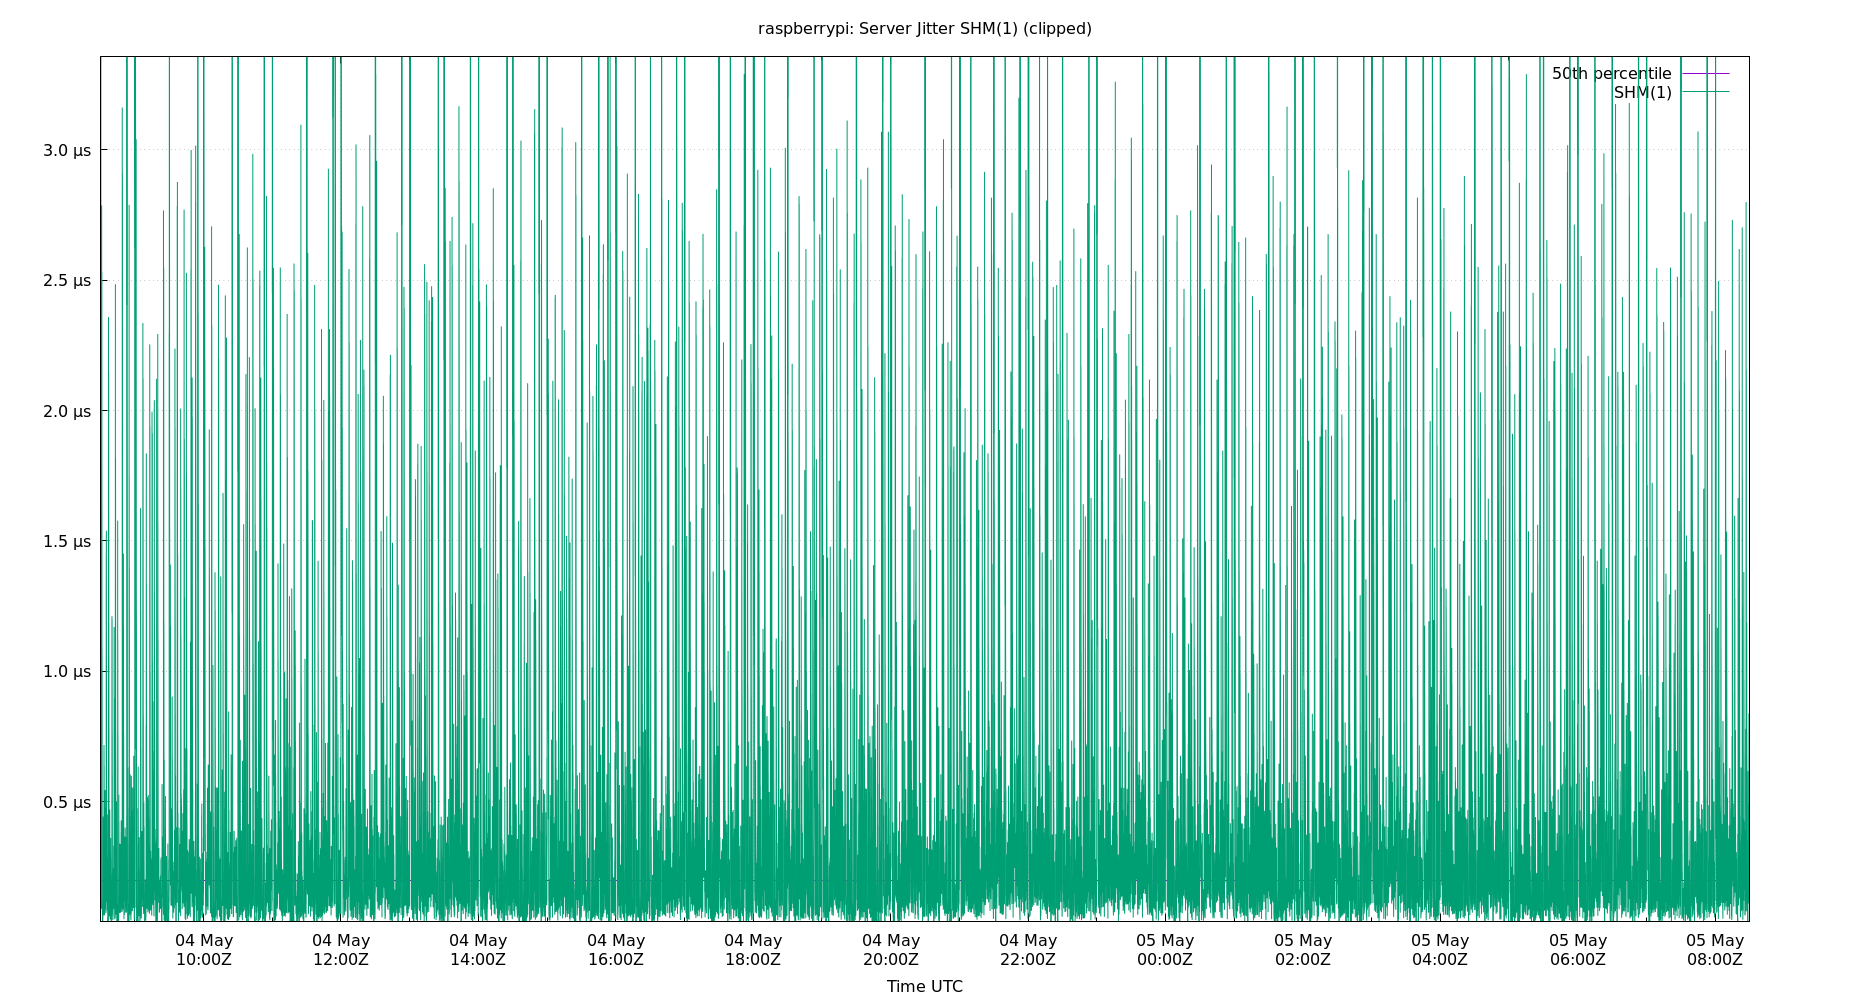 raspberrypi: Server Jitter SHM(1) (clipped)
50th percentile
SHM(1)
3.0 µs
2.5 µs
2.0 µs
1.5 µs
1.0 µs
0.5 µs
04 May 04 May 04 May 04 May 04 May 04 May 04 May 05 May 05 May 05 May 05 May 05 May
10:00Z 12:00Z 14:00Z 16:00Z 18:00Z 20:00Z 22:00Z 00:00Z 02:00Z 04:00Z 06:00Z 08:00Z
Time UTC